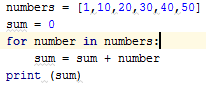 numbers = [1,10,20,30,40,50]
sum = 0
for number in numbers:
    sum = sum + number
print (sum)